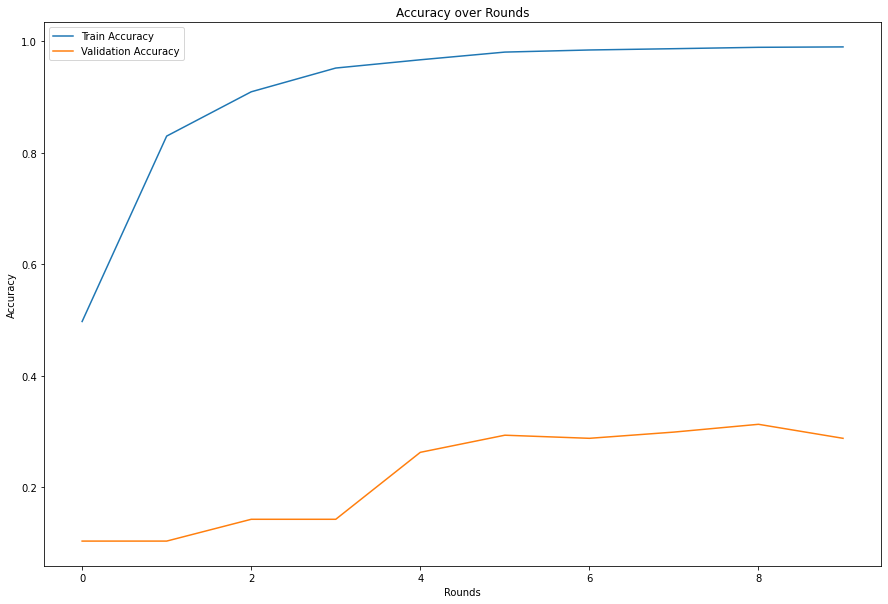 Accuracy over Rounds
Train Accuracy
Validation Accuracy
1.0
0.8
0.6
0.4
0.2
Accuracy
0 2 4 6 8
Rounds